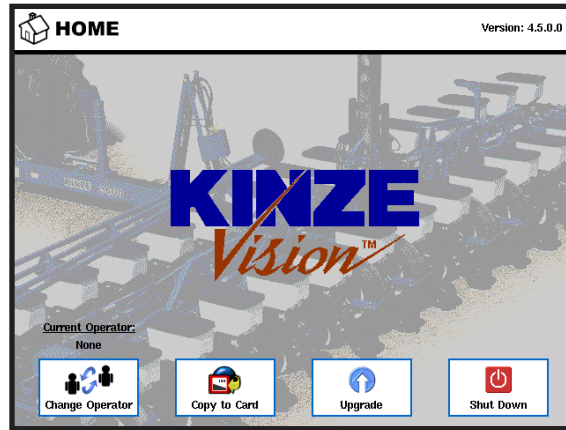 HOME
Version: 4.5.0.0
KINZE
Vision™
Current Operator:
None
Change Operator
Copy to Card
Upgrade
Shut Down